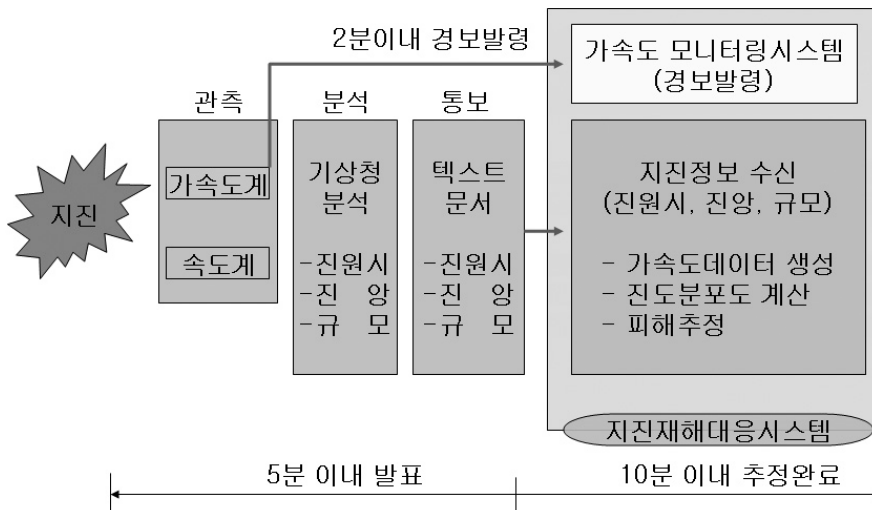 2분이내 경보발령
가속도 모니터링시스템
(경보발령)
관측
분석
통보
지진
가속도계
속도계
기상청
분석
-진원시
-진 앙
-규 모
텍스트
문서
-진원시
-진 앙
-규 모
지진정보 수신
(진원시, 진앙, 규모)
- 가속도데이터 생성
- 진도분포도 계산
- 피해추정
지진재해대응시스템
5분 이내 발표
10분 이내 추정완료